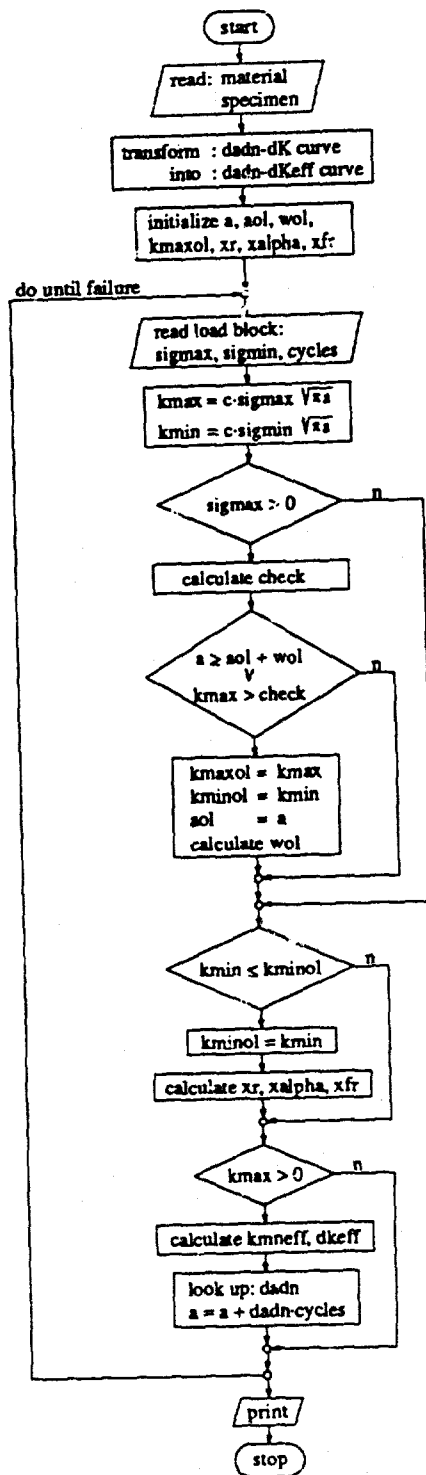 start
read: material
specimen
transform : dadn-dK curve
into : dadn-dKeff curve
initialize a, aol, wol,
kmaxol, xr, xalpha, xfr
do until failure
read load block:
sigmax, sigmin, cycles
kmax = c·sigmax √πa
kmin = c·sigmin √πa
sigmax > 0
n
calculate check
a ≥ aol + wol
v
kmax > check
n
kmaxol = kmax
kminol = kmin
aol = a
calculate wol
kmin ≤ kminol
n
kminol = kmin
calculate xr, xalpha, xfr
kmax > 0
n
calculate kmneff, dkeff
look up: dadn
a = a + dadn·cycles
print
stop